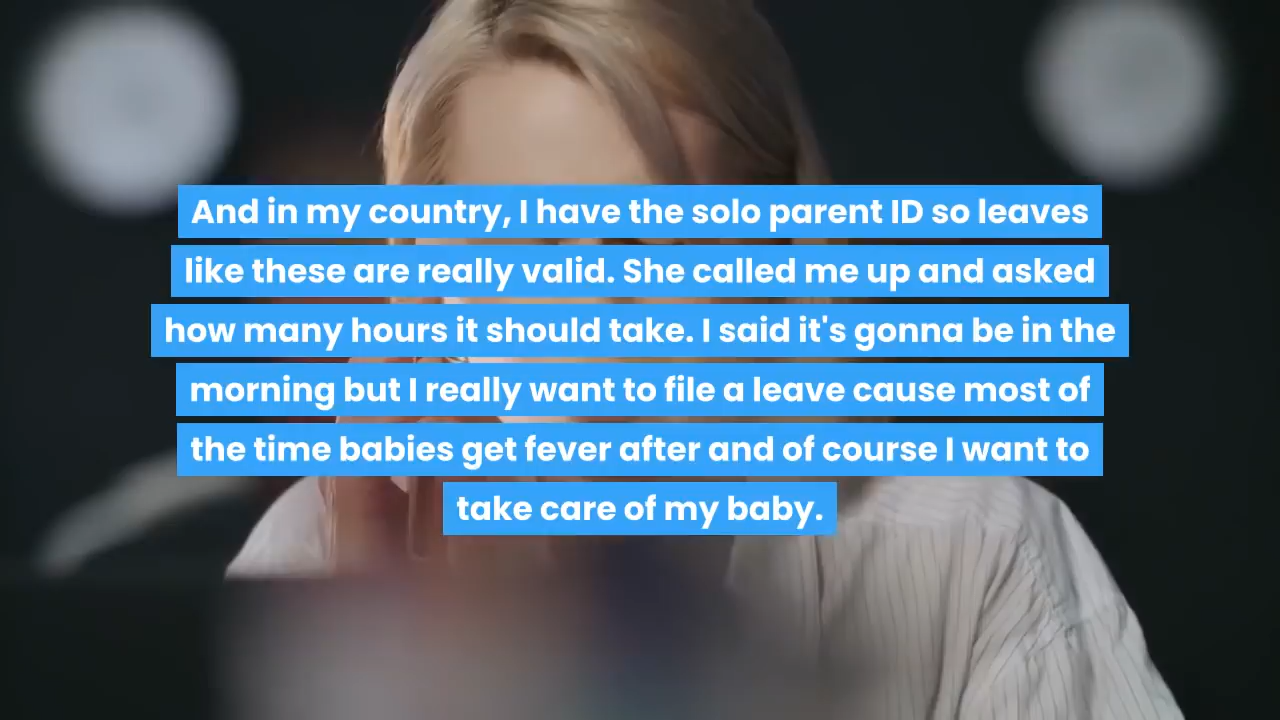 And in my country, I have the solo parent ID so leaves
like these are really valid. She called me up and asked
how many hours it should take. I said it's gonna be in the
morning but I really want to file a leave cause most of
the time babies get fever after and of course I want to
take care of my baby.